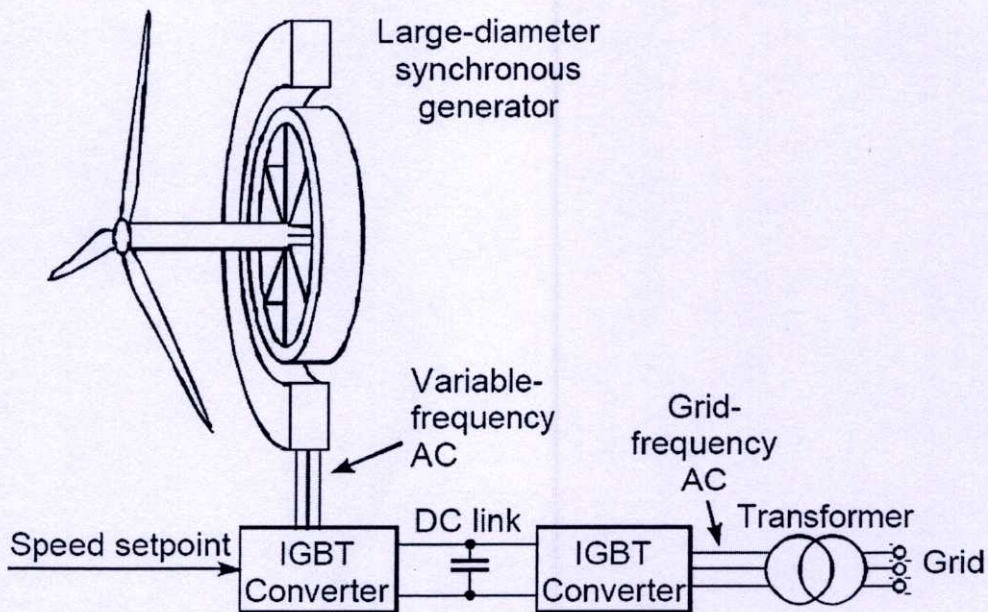 Large-diameter
synchronous
generator
Variable-
frequency
AC
Grid-
frequency
AC
Transformer
Speed setpoint
IGBT
Converter
DC link
IGBT
Converter
Grid